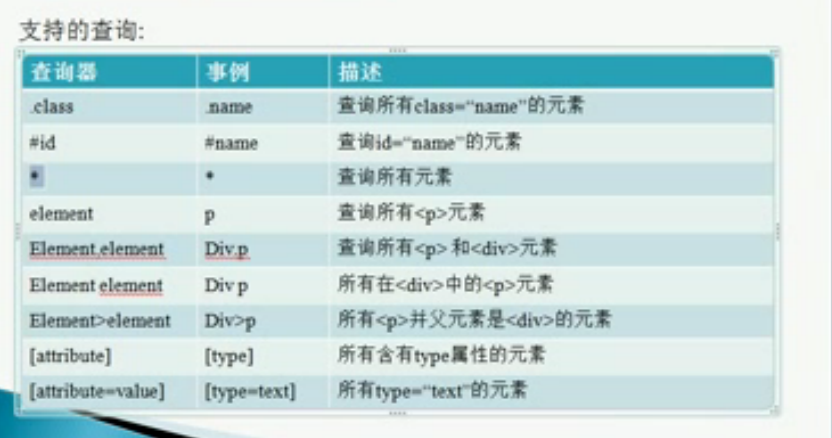 支持的查询:
查询器 事例 描述
.class .name 查询所有class=“name”的元素
#id #name 查询id=“name”的元素
* * 查询所有元素
element p 查询所有<p>元素
Element,element Div,p 查询所有<p> 和<div>元素
Element element Div p 所有在<div>中的<p>元素
Element>element Div>p 所有<p>并父元素是<div>的元素
[attribute] [type] 所有含有type属性的元素
[attribute=value] [type=text] 所有type=“text”的元素